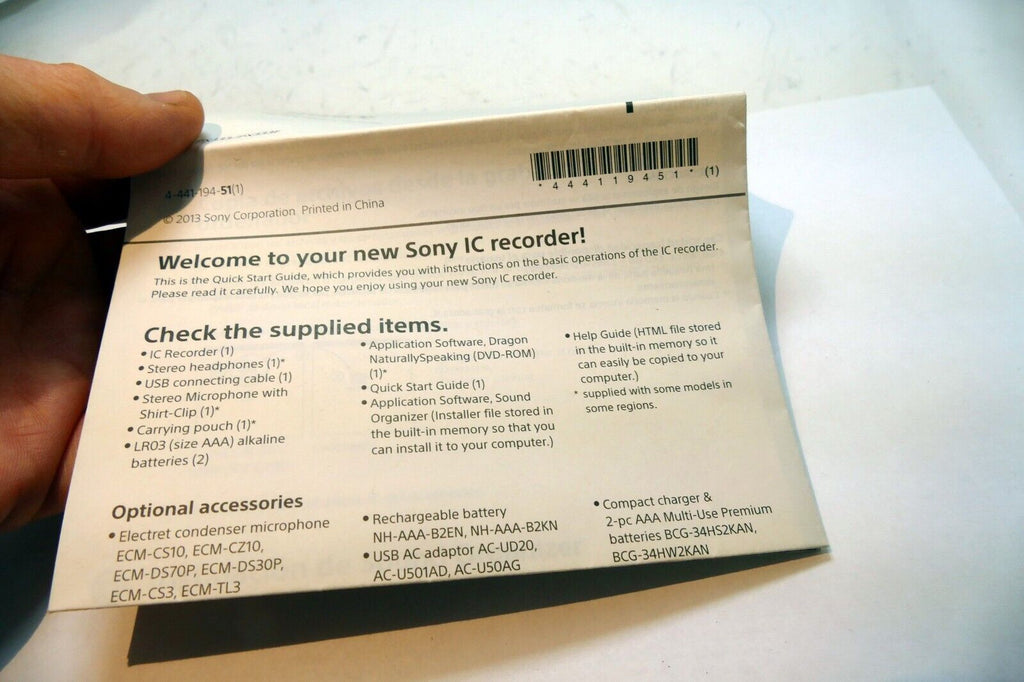 4-441-194-51(1)
*444119451* (1)
© 2013 Sony Corporation Printed in China
Welcome to your new Sony IC recorder!
This is the Quick Start Guide, which provides you with instructions on the basic operations of the IC recorder.
Please read it carefully. We hope you enjoy using your new Sony IC recorder.
Check the supplied items.
• IC Recorder (1)
• Stereo headphones (1)*
• USB connecting cable (1)
• Stereo Microphone with
Shirt-Clip (1)*
• Carrying pouch (1)*
• LR03 (size AAA) alkaline
batteries (2)
• Application Software, Dragon
NaturallySpeaking (DVD-ROM)
(1)*
• Quick Start Guide (1)
• Application Software, Sound
Organizer (Installer file stored in
the built-in memory so that you
can install it to your computer.)
• Help Guide (HTML file stored
in the built-in memory so it
can easily be copied to your
computer.)
* supplied with some models in
some regions.
Optional accessories
• Electret condenser microphone
ECM-CS10, ECM-CZ10,
ECM-DS70P, ECM-DS30P,
ECM-CS3, ECM-TL3
• Rechargeable battery
NH-AAA-B2EN, NH-AAA-B2KN
• USB AC adaptor AC-UD20,
AC-U501AD, AC-U50AG
• Compact charger &
2-pc AAA Multi-Use Premium
batteries BCG-34HS2KAN,
BCG-34HW2KAN